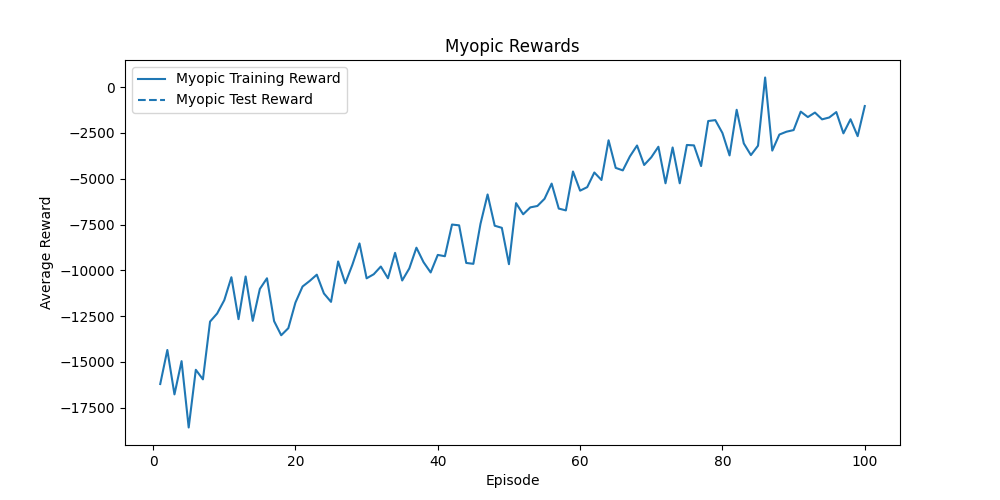 Myopic Rewards
Myopic Training Reward
Myopic Test Reward
0
−2500
−5000
−7500
−10000
−12500
−15000
−17500
Average Reward
0 20 40 60 80 100
Episode